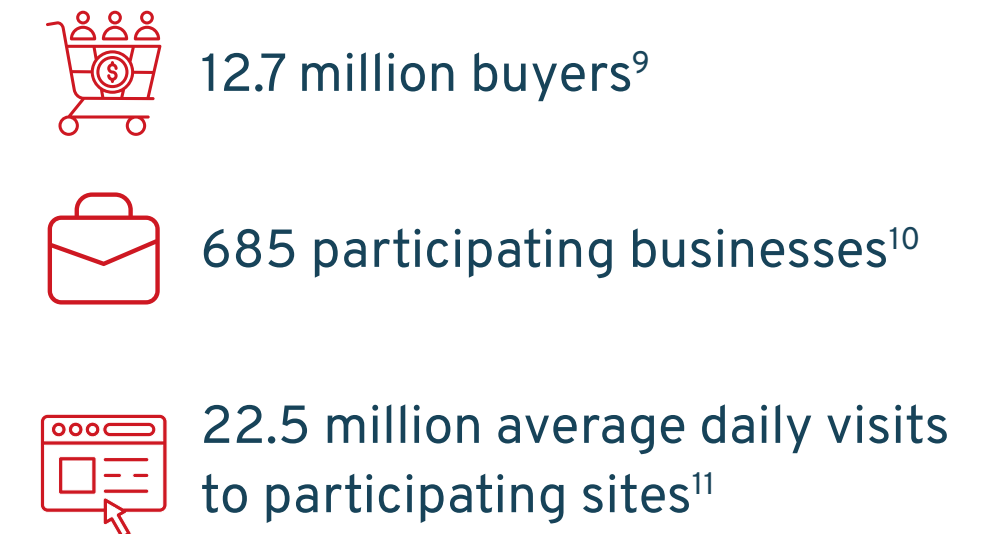 $
12.7 million buyers⁹
685 participating businesses¹⁰
22.5 million average daily visits
to participating sites¹¹